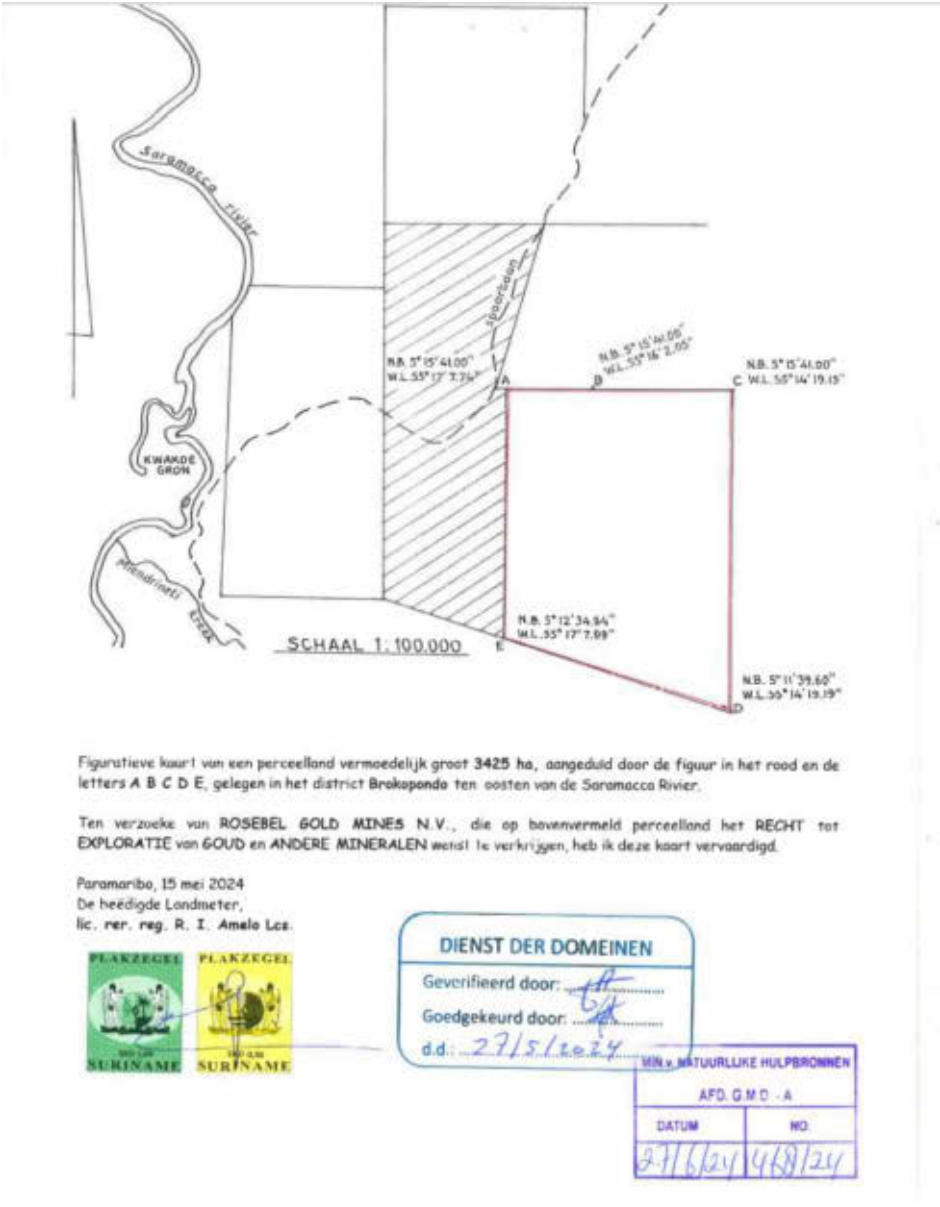 Saramacca rivier
spoorbaan
N.B. 5° 15' 41.00"
W.L. 55° 17' 7.74"
A
N.B. 5° 15' 41.00"
W.L. 55° 16' 2.05"
B
N.B. 5° 15' 41.00"
C W.L. 55° 14' 19.19"
KWAKOE
GRON
Miendrineti kreek
SCHAAL 1: 100.000
N.B. 5° 12' 34.94"
W.L. 55° 17' 7.99"
E
N.B. 5° 11' 39.60"
W.L. 55° 14' 19.19"
D
Figuratieve kaart van een perceelland vermoedelijk groot 3425 ha, aangeduid door de figuur in het rood en de
letters A B C D E, gelegen in het district Brokopondo ten oosten van de Saramacca Rivier.
Ten verzoeke van ROSEBEL GOLD MINES N.V., die op bovenvermeld perceelland het RECHT tot
EXPLORATIE van GOUD en ANDERE MINERALEN wenst te verkrijgen, heb ik deze kaart vervaardigd.
Paramaribo, 15 mei 2024
De beëdigde Landmeter,
lic. rer. reg. R. I. Amelo Lcs.
PLAKZEGEL
SURINAME
PLAKZEGEL
SURINAME
DIENST DER DOMEINEN
Geverifieerd door:
Goedgekeurd door:
d.d.: 27/5/2024
MIN. v. NATUURLIJKE HULPBRONNEN
AFD. G.M.D. - A
DATUM NO.
27/6/24 468/24